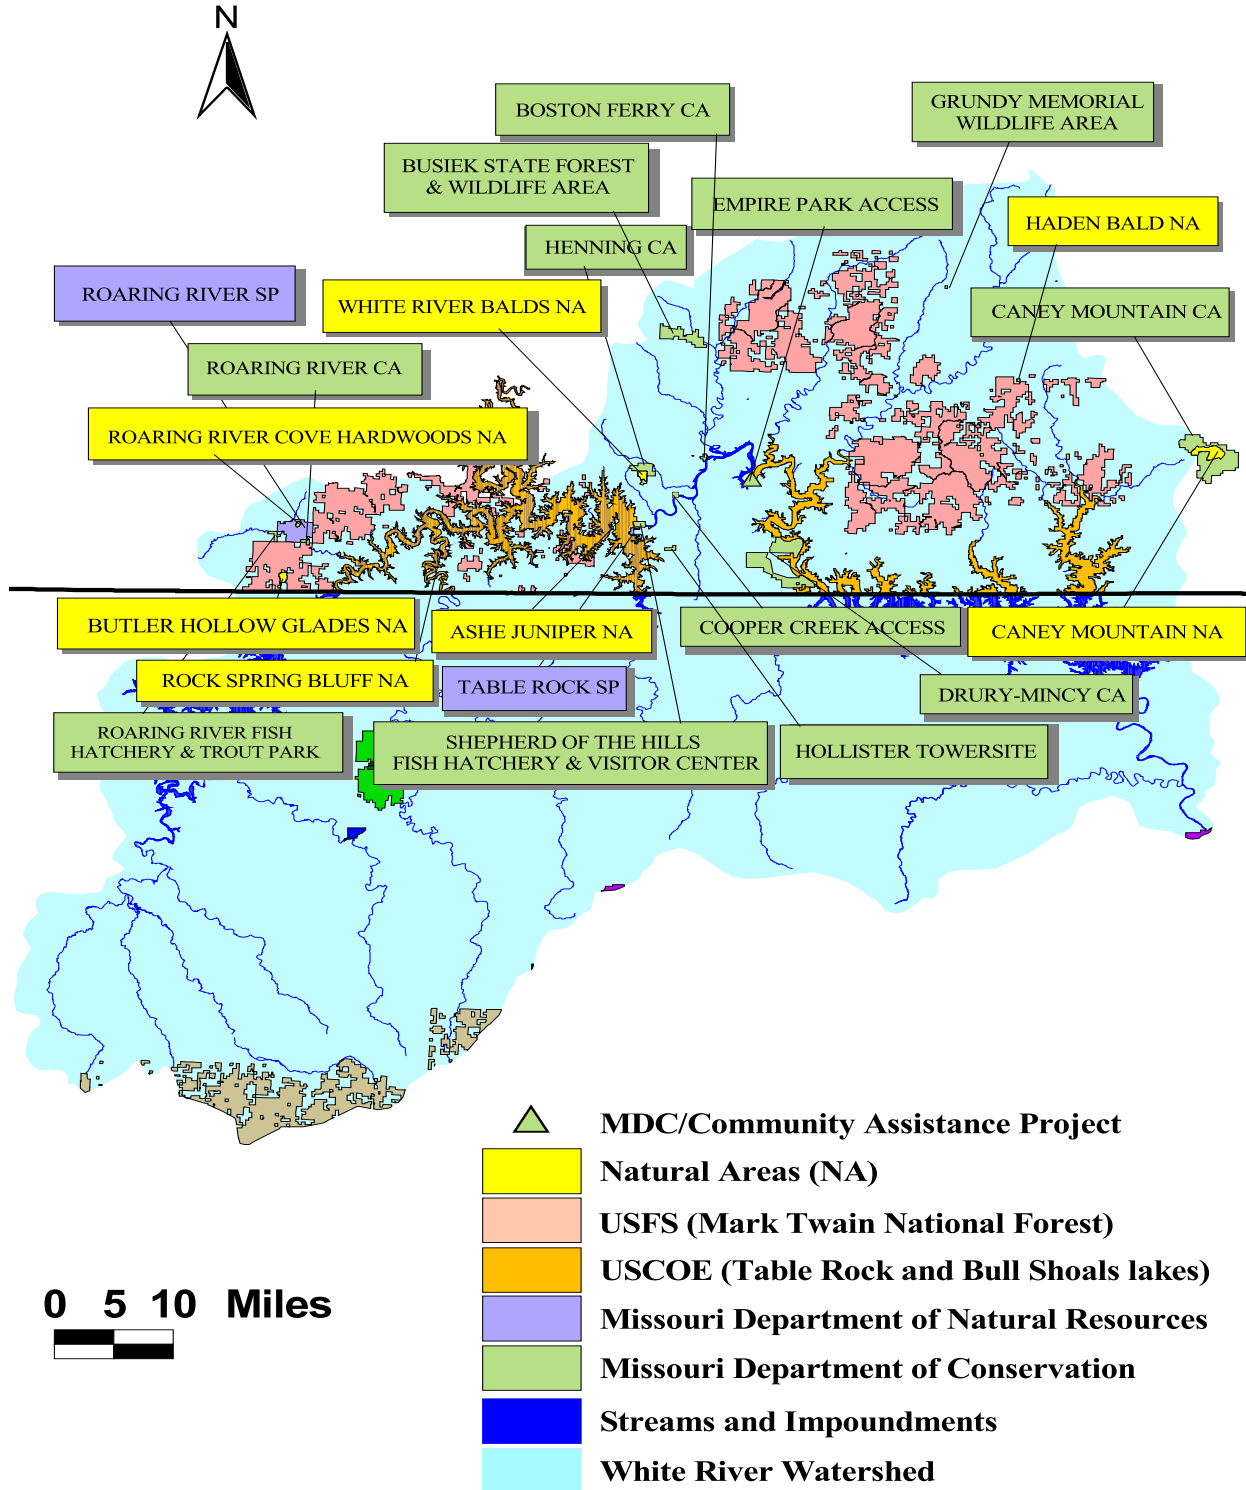 N
BOSTON FERRY CA
GRUNDY MEMORIAL
WILDLIFE AREA
BUSIEK STATE FOREST
& WILDLIFE AREA
EMPIRE PARK ACCESS
HADEN BALD NA
HENNING CA
ROARING RIVER SP
WHITE RIVER BALDS NA
CANEY MOUNTAIN CA
ROARING RIVER CA
ROARING RIVER COVE HARDWOODS NA
BUTLER HOLLOW GLADES NA
ASHE JUNIPER NA
COOPER CREEK ACCESS
CANEY MOUNTAIN NA
ROCK SPRING BLUFF NA
TABLE ROCK SP
DRURY-MINCY CA
ROARING RIVER FISH
HATCHERY & TROUT PARK
SHEPHERD OF THE HILLS
FISH HATCHERY & VISITOR CENTER
HOLLISTER TOWERSITE
MDC/Community Assistance Project
Natural Areas (NA)
USFS (Mark Twain National Forest)
USCOE (Table Rock and Bull Shoals lakes)
Missouri Department of Natural Resources
Missouri Department of Conservation
Streams and Impoundments
White River Watershed
0 5 10 Miles